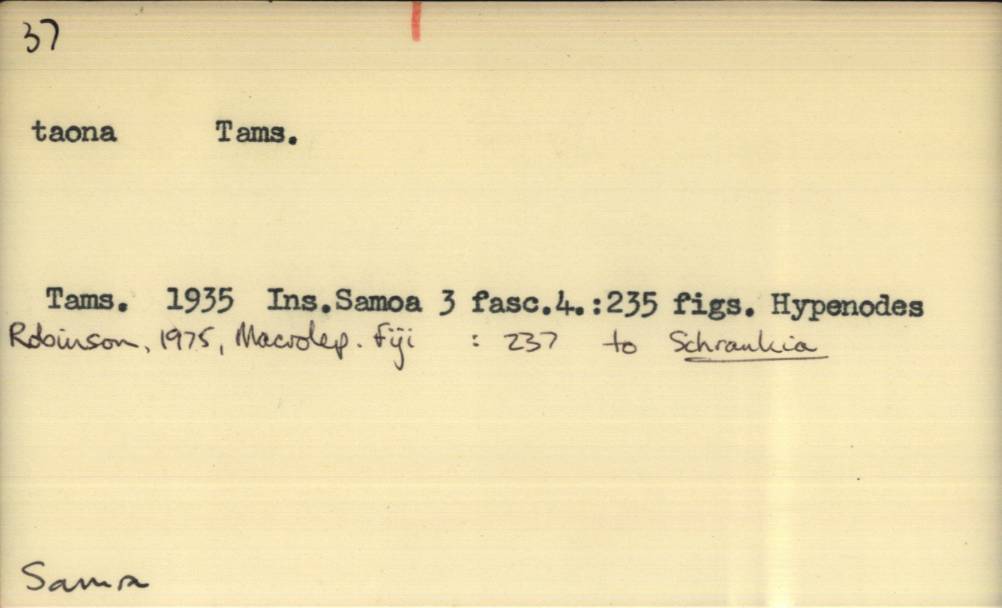 37
taona Tams.
Tams. 1935 Ins.Samoa 3 fasc.4.:235 figs. Hypenodes
Robinson, 1975, Macrolep. Fiji : 237 to Schrankia
Samoa